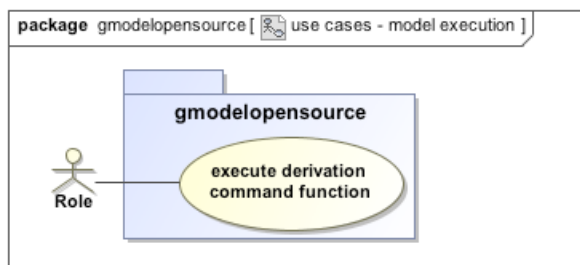 package gmodelopensource [ use cases - model execution ]
gmodelopensource
execute derivation
command function
Role